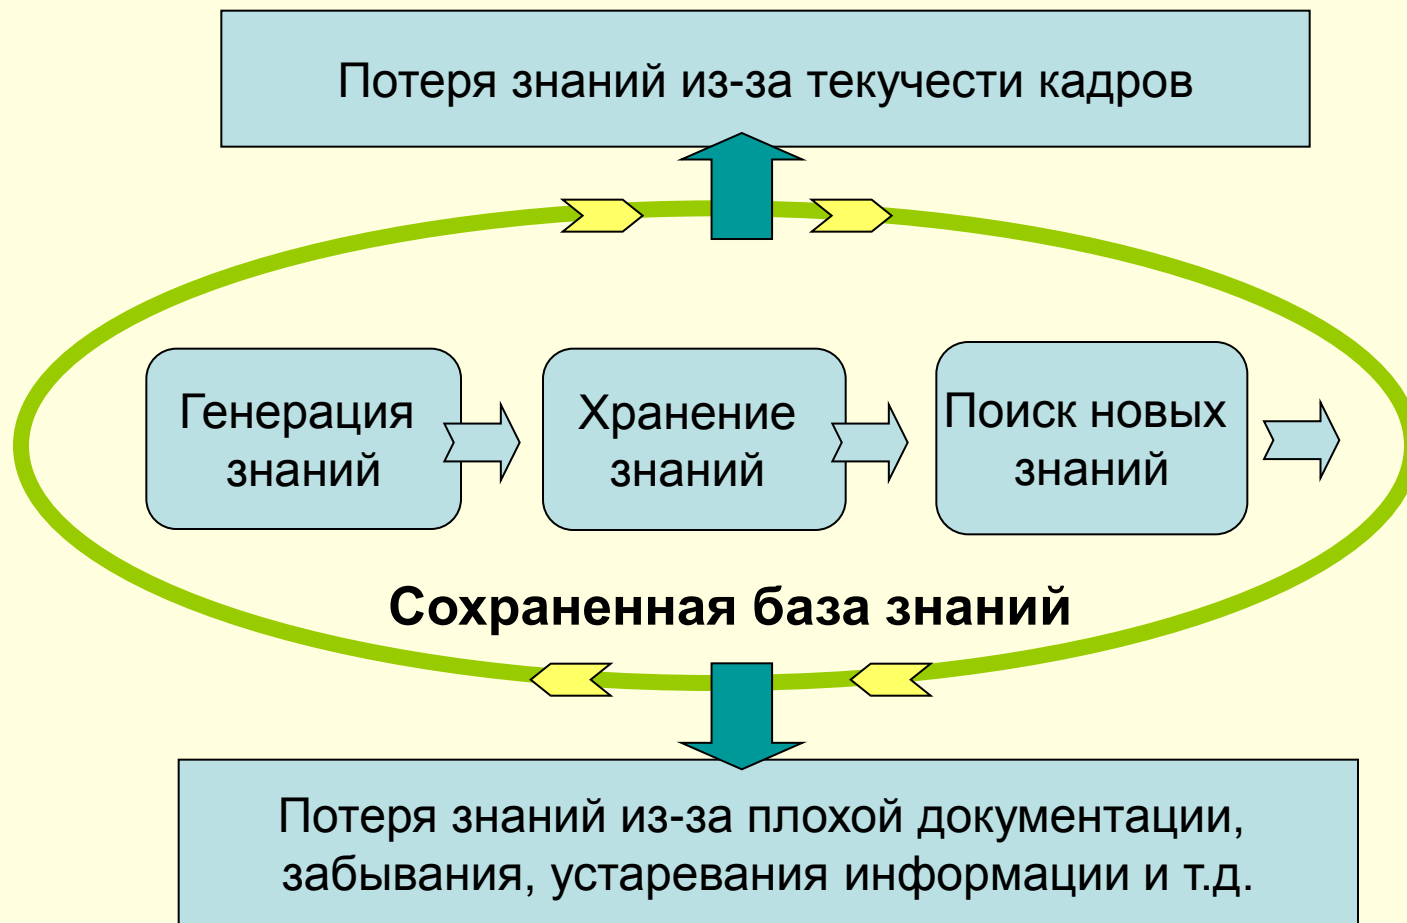 Потеря знаний из-за текучести кадров
Генерация
знаний
Хранение
знаний
Поиск новых
знаний
Сохраненная база знаний
Потеря знаний из-за плохой документации,
забывания, устаревания информации и т.д.